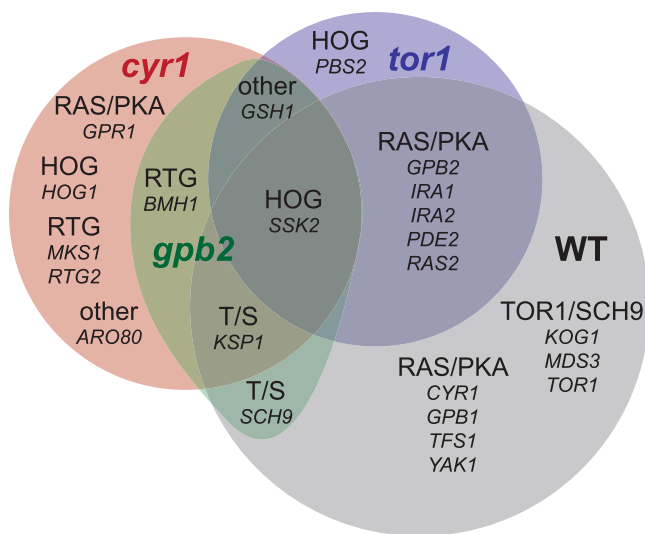 HOG
PBS2
tor1
cyr1
other
GSH1
RAS/PKA
GPR1
RAS/PKA
GPB2
IRA1
IRA2
PDE2
RAS2
HOG
HOG1
RTG
BMH1
HOG
SSK2
RTG
MKS1
RTG2
gpb2
WT
other
ARO80
T/S
KSP1
TOR1/SCH9
KOG1
MDS3
TOR1
RAS/PKA
CYR1
GPB1
TFS1
YAK1
T/S
SCH9